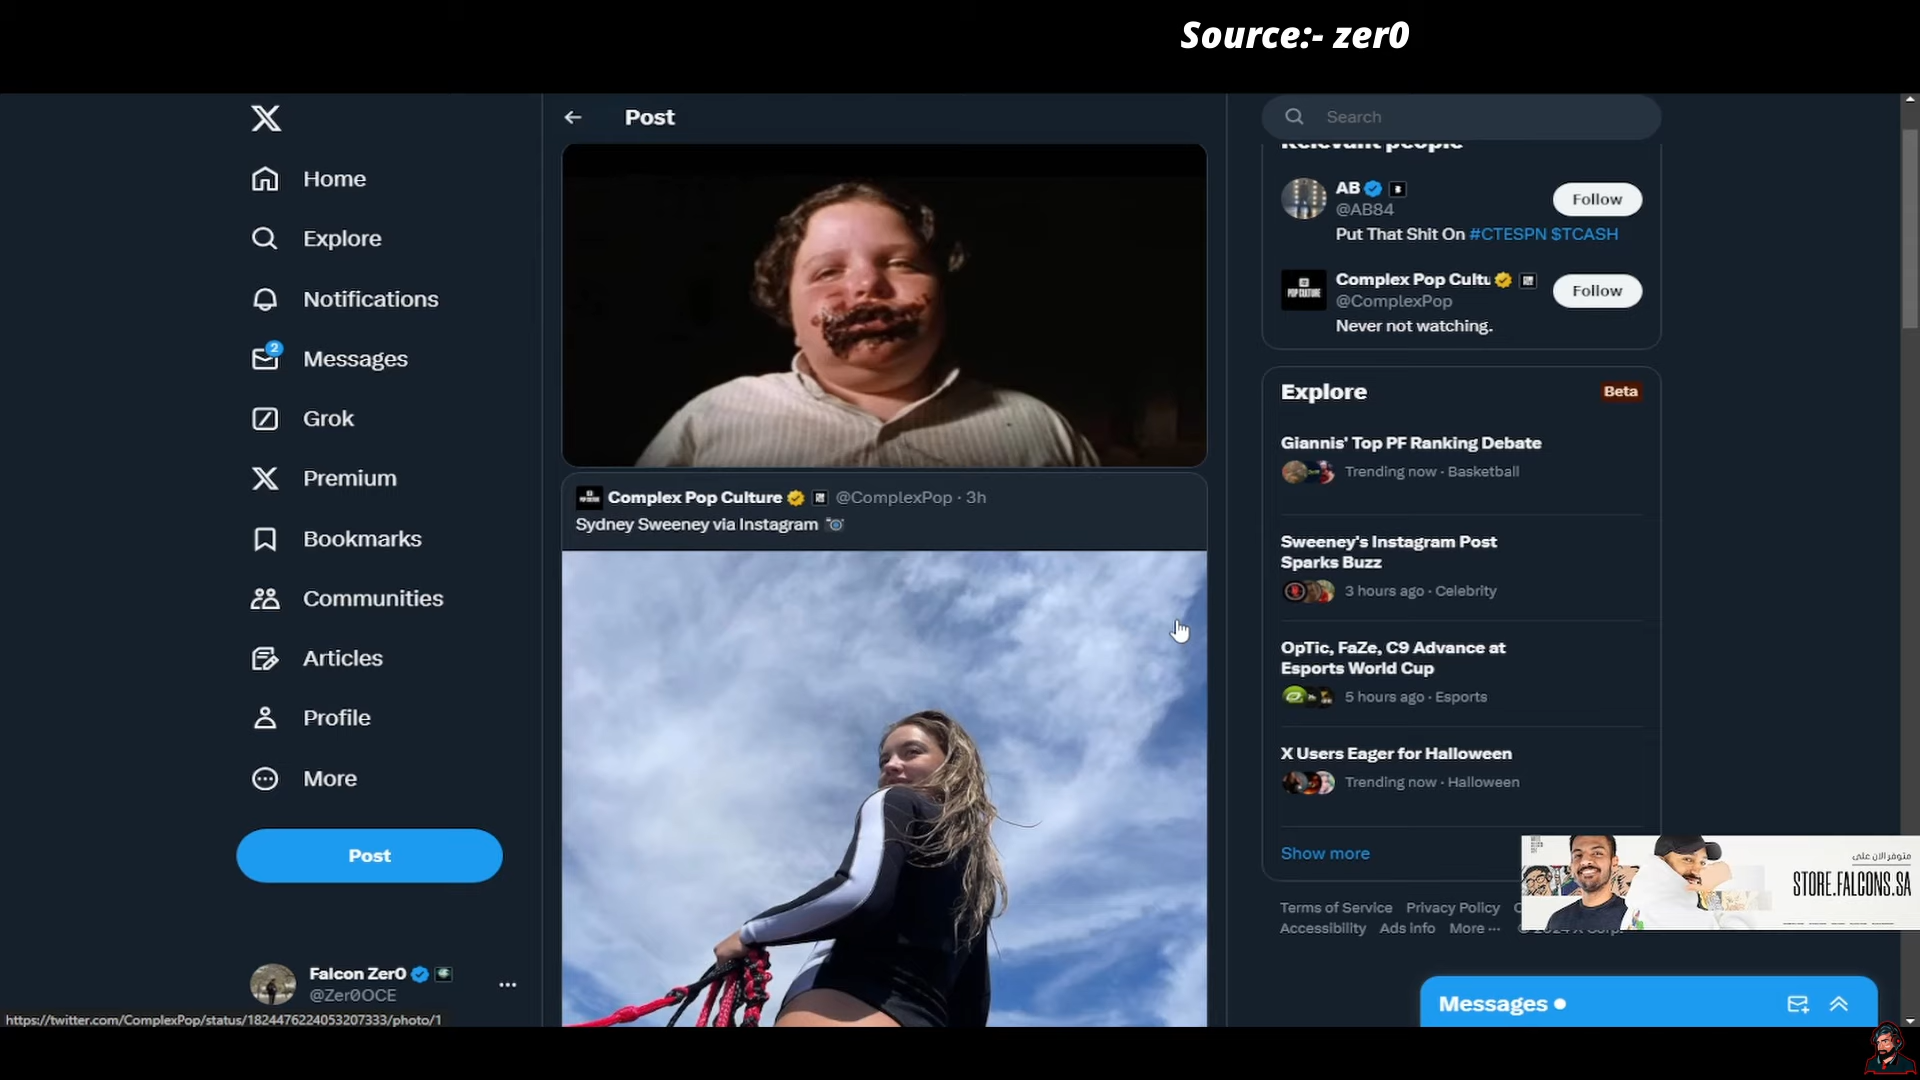 Source:- zer0
Post
Search
Relevant people
Home
Explore
Notifications
2
Messages
Grok
Premium
Bookmarks
Communities
Articles
Profile
More
Post
Falcon Zer0
@Zer0OCE
https://twitter.com/ComplexPop/status/1824476224053207333/photo/1
Complex Pop Culture @ComplexPop · 3h
Sydney Sweeney via Instagram
AB
@AB84
Follow
Put That Shit On #CTESPN $TCASH
POP CULTURE
Complex Pop Cultu
@ComplexPop
Follow
Never not watching.
Explore
Beta
Giannis' Top PF Ranking Debate
Trending now · Basketball
Sweeney's Instagram Post
Sparks Buzz
3 hours ago · Celebrity
OpTic, FaZe, C9 Advance at
Esports World Cup
5 hours ago · Esports
X Users Eager for Halloween
Trending now · Halloween
Show more
Terms of Service Privacy Policy
Accessibility Ads info More ···
متوفر الان على
STORE.FALCONS.SA
Messages